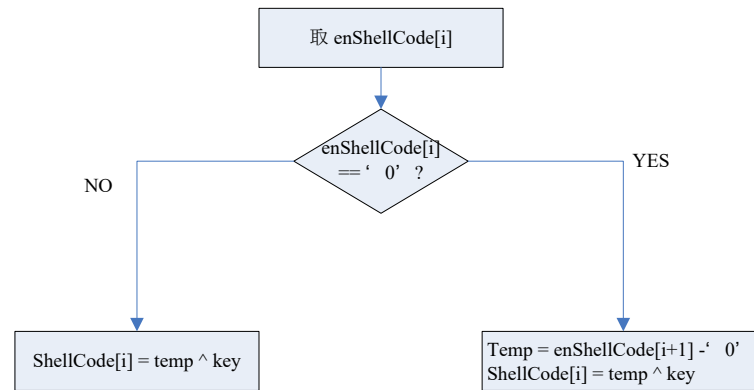 取 enShellCode[i]
enShellCode[i]
== ‘ 0’ ?
NO
YES
ShellCode[i] = temp ^ key
Temp = enShellCode[i+1] -‘ 0’
ShellCode[i] = temp ^ key